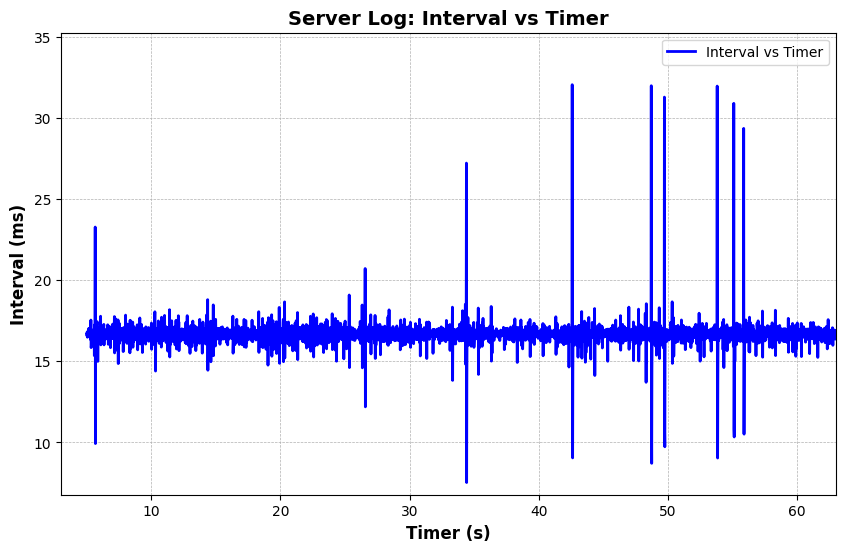 Server Log: Interval vs Timer
Interval vs Timer
35
30
25
20
15
10
Interval (ms)
10 20 30 40 50 60
Timer (s)